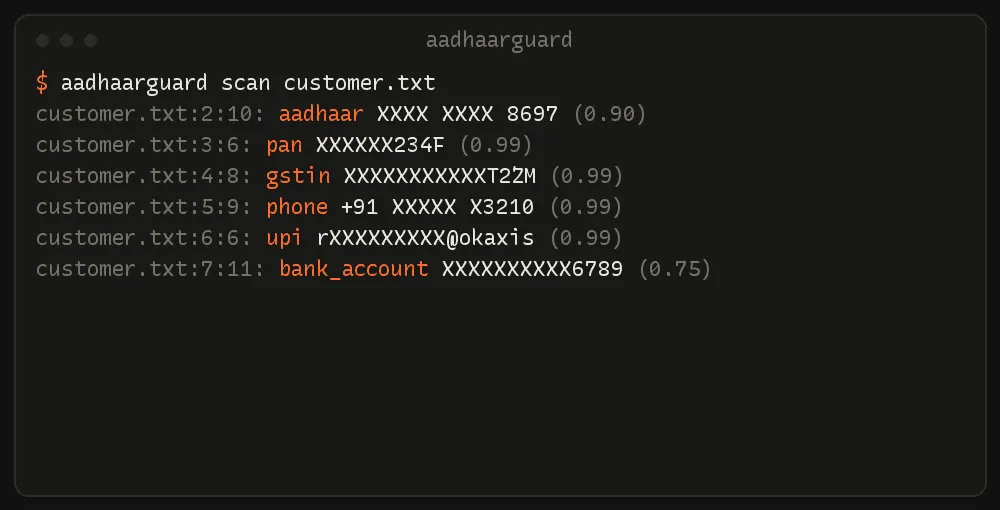 aadhaarguard
$ aadhaarguard scan customer.txt
customer.txt:2:10: aadhaar XXXX XXXX 8697 (0.90)
customer.txt:3:6: pan XXXXXX234F (0.99)
customer.txt:4:8: gstin XXXXXXXXXXXT2ZM (0.99)
customer.txt:5:9: phone +91 XXXXX X3210 (0.99)
customer.txt:6:6: upi rXXXXXXXXX@okaxis (0.99)
customer.txt:7:11: bank_account XXXXXXXXXX6789 (0.75)